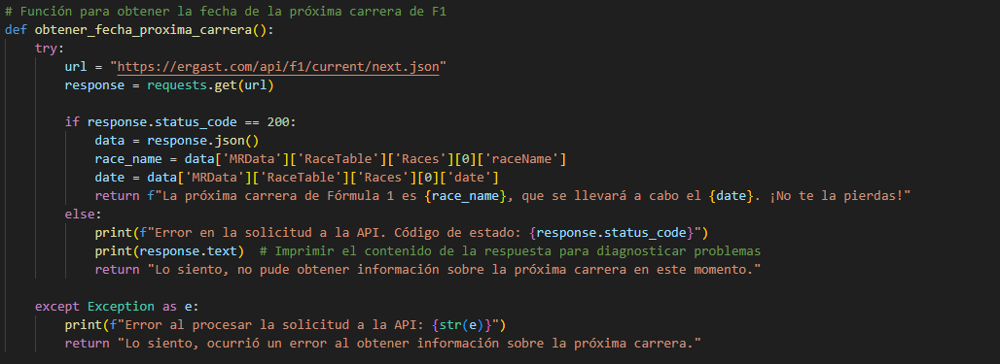 # Función para obtener la fecha de la próxima carrera de F1
def obtener_fecha_proxima_carrera():
    try:
        url = "https://ergast.com/api/f1/current/next.json"
        response = requests.get(url)

        if response.status_code == 200:
            data = response.json()
            race_name = data['MRData']['RaceTable']['Races'][0]['raceName']
            date = data['MRData']['RaceTable']['Races'][0]['date']
            return f"La próxima carrera de Fórmula 1 es {race_name}, que se llevará a cabo el {date}. ¡No te la pierdas!"
        else:
            print(f"Error en la solicitud a la API. Código de estado: {response.status_code}")
            print(response.text)  # Imprimir el contenido de la respuesta para diagnosticar problemas
            return "Lo siento, no pude obtener información sobre la próxima carrera en este momento."

    except Exception as e:
        print(f"Error al procesar la solicitud a la API: {str(e)}")
        return "Lo siento, ocurrió un error al obtener información sobre la próxima carrera."